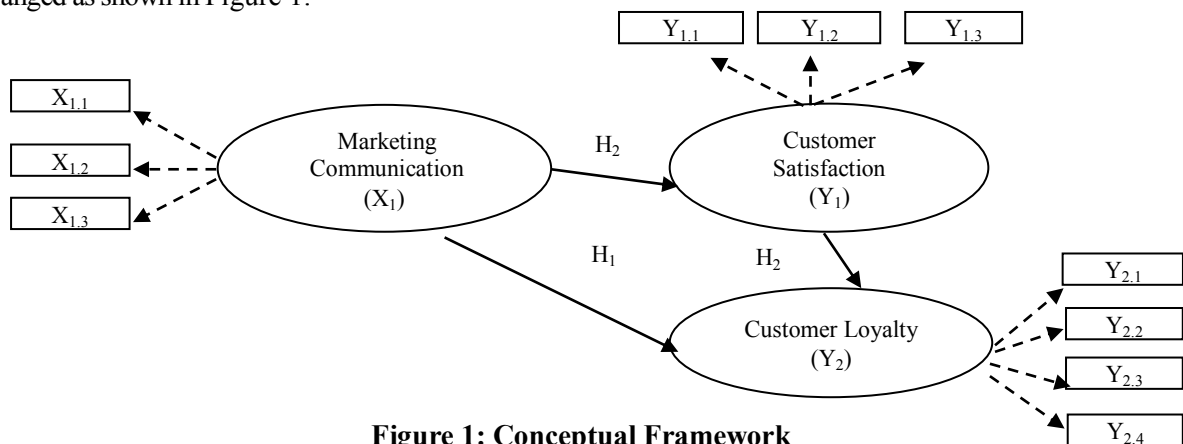 anged as shown in Figure 1.
Y1.1 Y1.2 Y1.3
X1.1
X1.2
X1.3
Marketing
Communication
(X1)
H2
Customer
Satisfaction
(Y1)
H1
H2
Customer Loyalty
(Y2)
Y2.1
Y2.2
Y2.3
Y2.4
Figure 1: Conceptual Framework